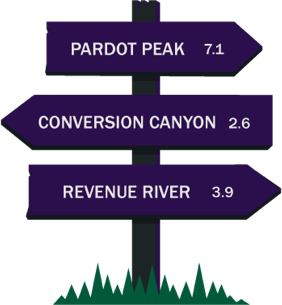 PARDOT PEAK 7.1
CONVERSION CANYON 2.6
REVENUE RIVER 3.9